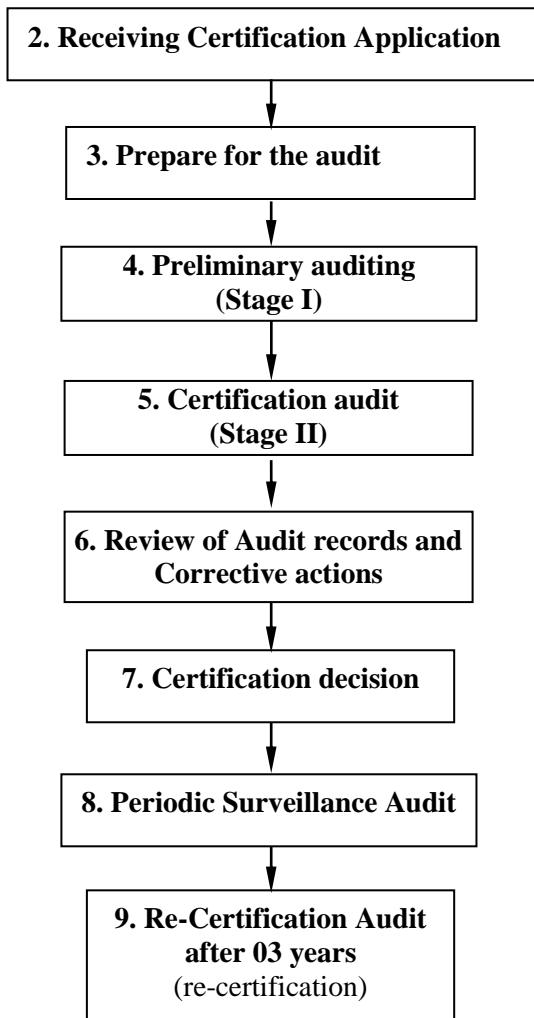 2. Receiving Certification Application
3. Prepare for the audit
4. Preliminary auditing
(Stage I)
5. Certification audit
(Stage II)
6. Review of Audit records and
Corrective actions
7. Certification decision
8. Periodic Surveillance Audit
9. Re-Certification Audit
after 03 years
(re-certification)